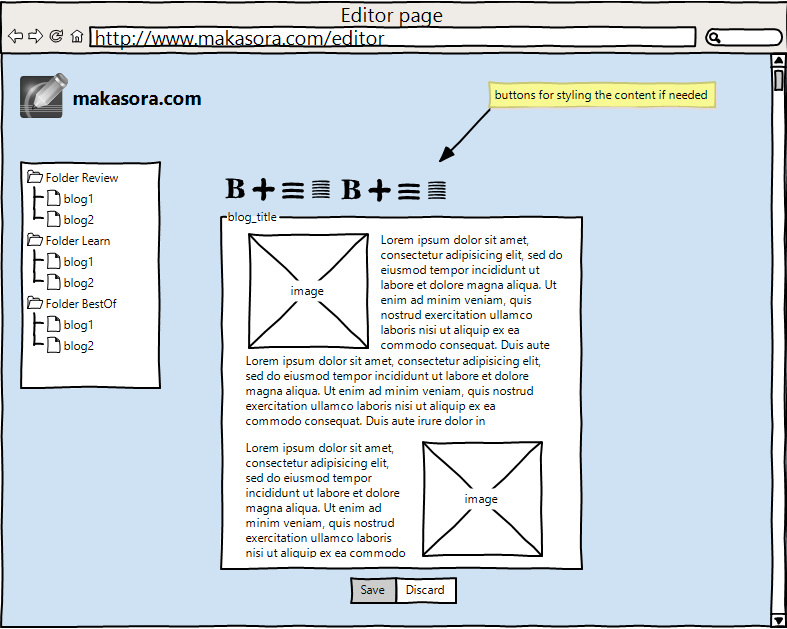 Editor page
http://www.makasora.com/editor
makasora.com
buttons for styling the content if needed
Folder Review
blog1
blog2
Folder Learn
blog1
blog2
Folder BestOf
blog1
blog2
B B
blog_title
image
Lorem ipsum dolor sit amet,
consectetur adipisicing elit, sed do
eiusmod tempor incididunt ut
labore et dolore magna aliqua. Ut
enim ad minim veniam, quis
nostrud exercitation ullamco
laboris nisi ut aliquip ex ea
commodo consequat. Duis aute
Lorem ipsum dolor sit amet, consectetur adipisicing elit,
sed do eiusmod tempor incididunt ut labore et dolore
magna aliqua. Ut enim ad minim veniam, quis nostrud
exercitation ullamco laboris nisi ut aliquip ex ea
commodo consequat. Duis aute irure dolor in
Lorem ipsum dolor sit amet,
consectetur adipisicing elit,
sed do eiusmod tempor
incididunt ut labore et dolore
magna aliqua. Ut enim ad
minim veniam, quis nostrud
exercitation ullamco laboris
nisi ut aliquip ex ea commodo
image
Save
Discard